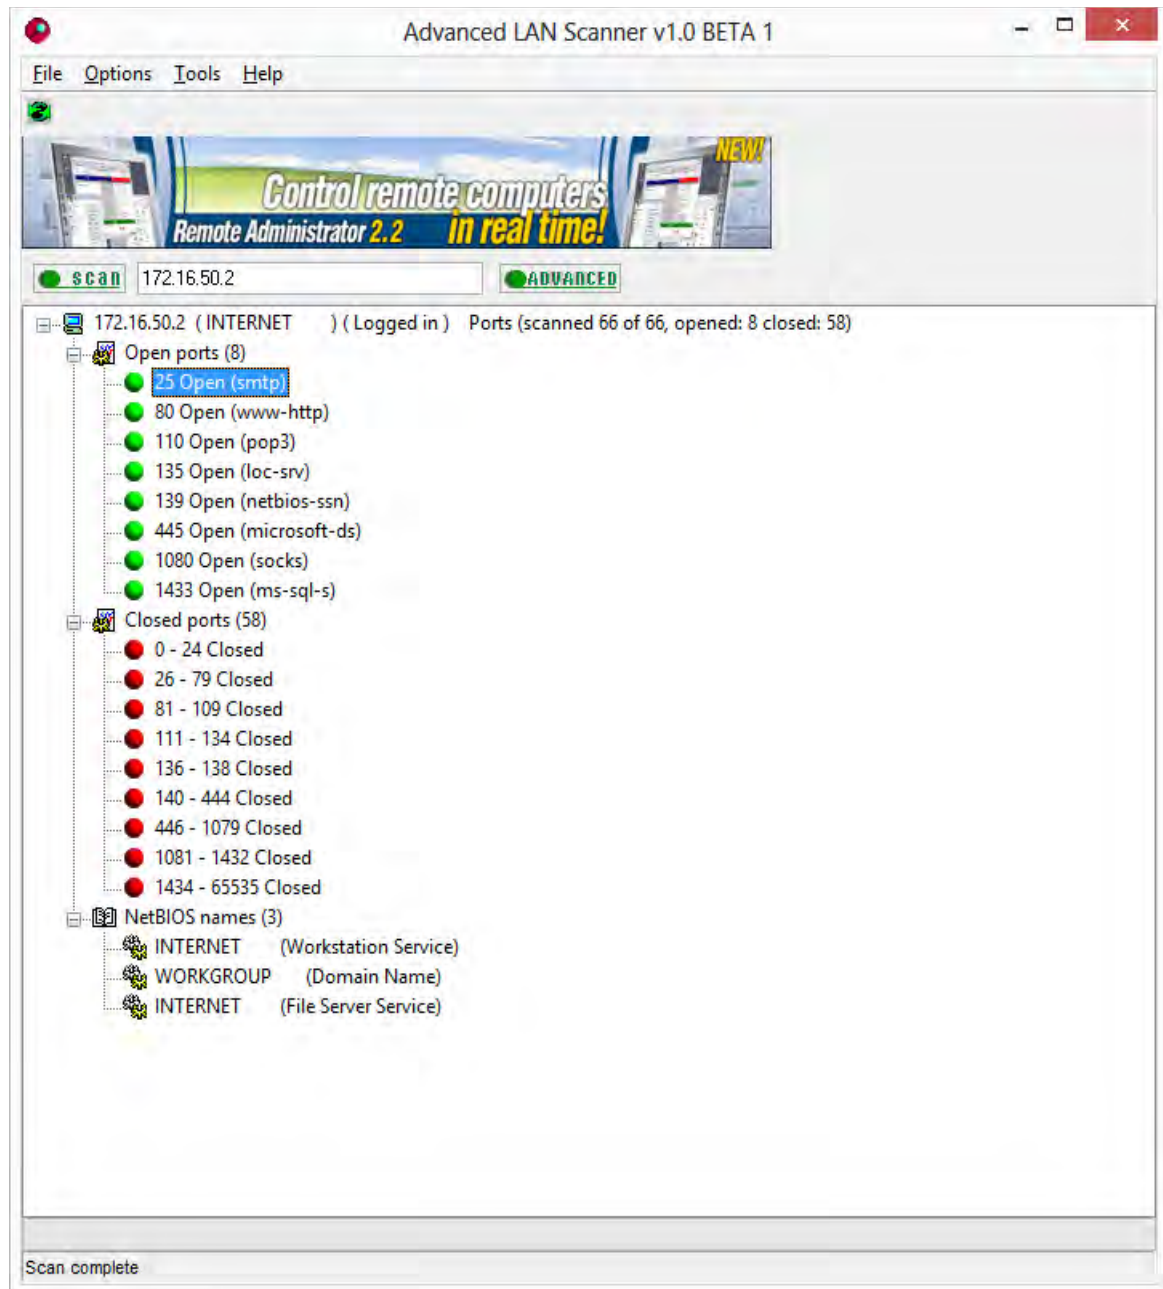 Advanced LAN Scanner v1.0 BETA 1
File Options Tools Help
NEW!
Control remote computers
Remote Administrator 2.2 in real time!
scan 172.16.50.2 ADVANCED
172.16.50.2 ( INTERNET ) ( Logged in ) Ports (scanned 66 of 66, opened: 8 closed: 58)
Open ports (8)
25 Open (smtp)
80 Open (www-http)
110 Open (pop3)
135 Open (loc-srv)
139 Open (netbios-ssn)
445 Open (microsoft-ds)
1080 Open (socks)
1433 Open (ms-sql-s)
Closed ports (58)
0 - 24 Closed
26 - 79 Closed
81 - 109 Closed
111 - 134 Closed
136 - 138 Closed
140 - 444 Closed
446 - 1079 Closed
1081 - 1432 Closed
1434 - 65535 Closed
NetBIOS names (3)
INTERNET (Workstation Service)
WORKGROUP (Domain Name)
INTERNET (File Server Service)
Scan complete